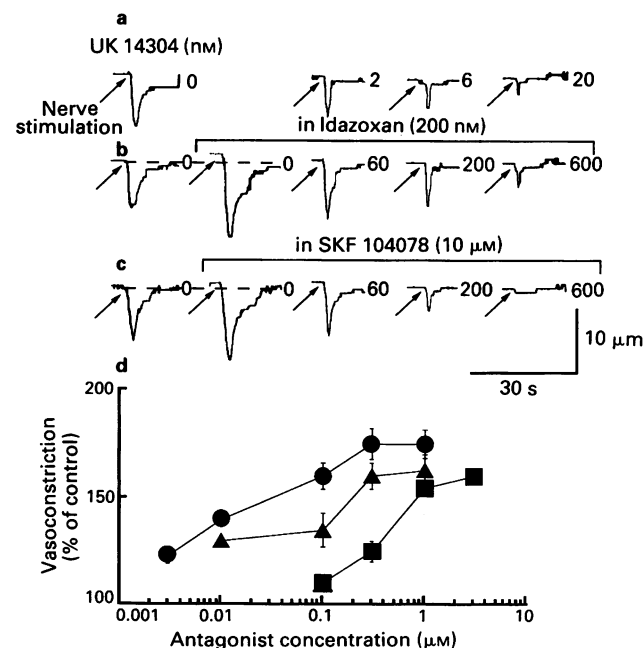 a
UK 14304 (nM)
0 2 6 20
Nerve
stimulation
in Idazoxan (200 nM)
b
0 0 60 200 600
in SKF 104078 (10 µM)
c
0 0 60 200 600
10 µm
30 s
d
200
150
100
Vasoconstriction
(% of control)
0.001 0.01 0.1 1 10
Antagonist concentration (µM)